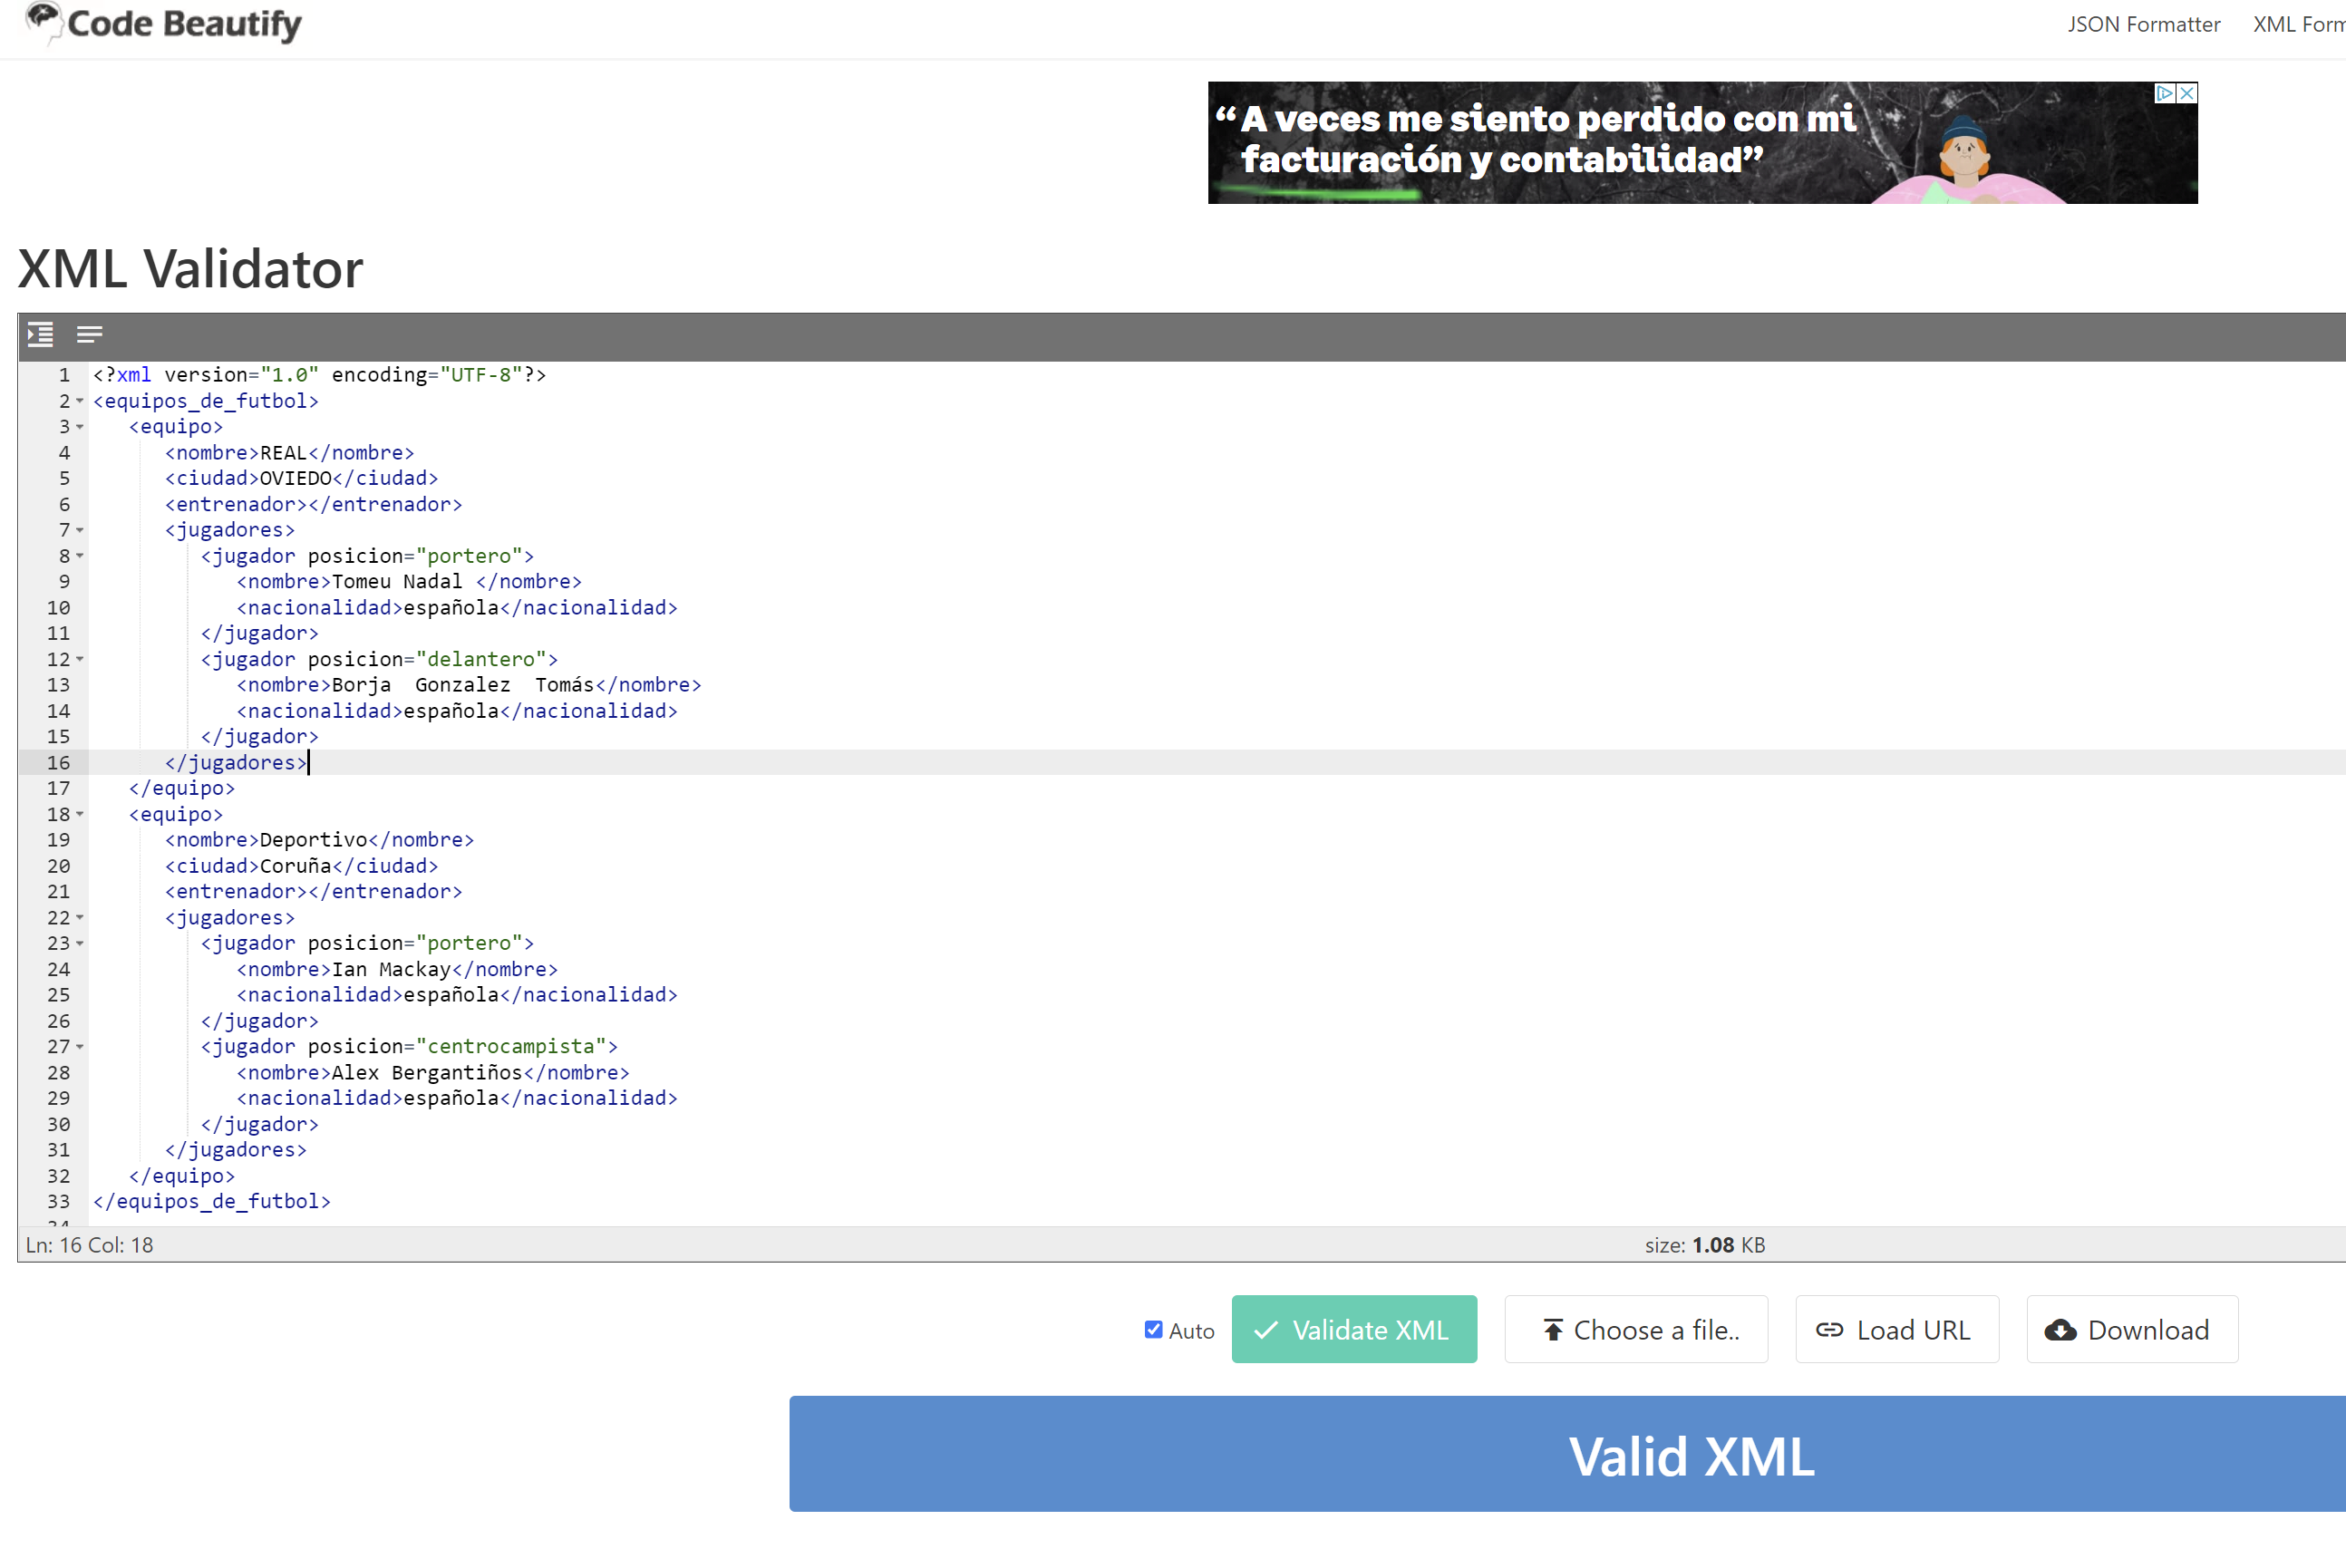 Code Beautify
JSON Formatter XML Form
“A veces me siento perdido con mi
facturación y contabilidad”
XML Validator
1 <?xml version="1.0" encoding="UTF-8"?>
2 <equipos_de_futbol>
3 <equipo>
4 <nombre>REAL</nombre>
5 <ciudad>OVIEDO</ciudad>
6 <entrenador></entrenador>
7 <jugadores>
8 <jugador posicion="portero">
9 <nombre>Tomeu Nadal </nombre>
10 <nacionalidad>española</nacionalidad>
11 </jugador>
12 <jugador posicion="delantero">
13 <nombre>Borja  Gonzalez  Tomás</nombre>
14 <nacionalidad>española</nacionalidad>
15 </jugador>
16 </jugadores>
17 </equipo>
18 <equipo>
19 <nombre>Deportivo</nombre>
20 <ciudad>Coruña</ciudad>
21 <entrenador></entrenador>
22 <jugadores>
23 <jugador posicion="portero">
24 <nombre>Ian Mackay</nombre>
25 <nacionalidad>española</nacionalidad>
26 </jugador>
27 <jugador posicion="centrocampista">
28 <nombre>Alex Bergantiños</nombre>
29 <nacionalidad>española</nacionalidad>
30 </jugador>
31 </jugadores>
32 </equipo>
33 </equipos_de_futbol>
34
Ln: 16 Col: 18 size: 1.08 KB
Auto Validate XML Choose a file.. Load URL Download
Valid XML